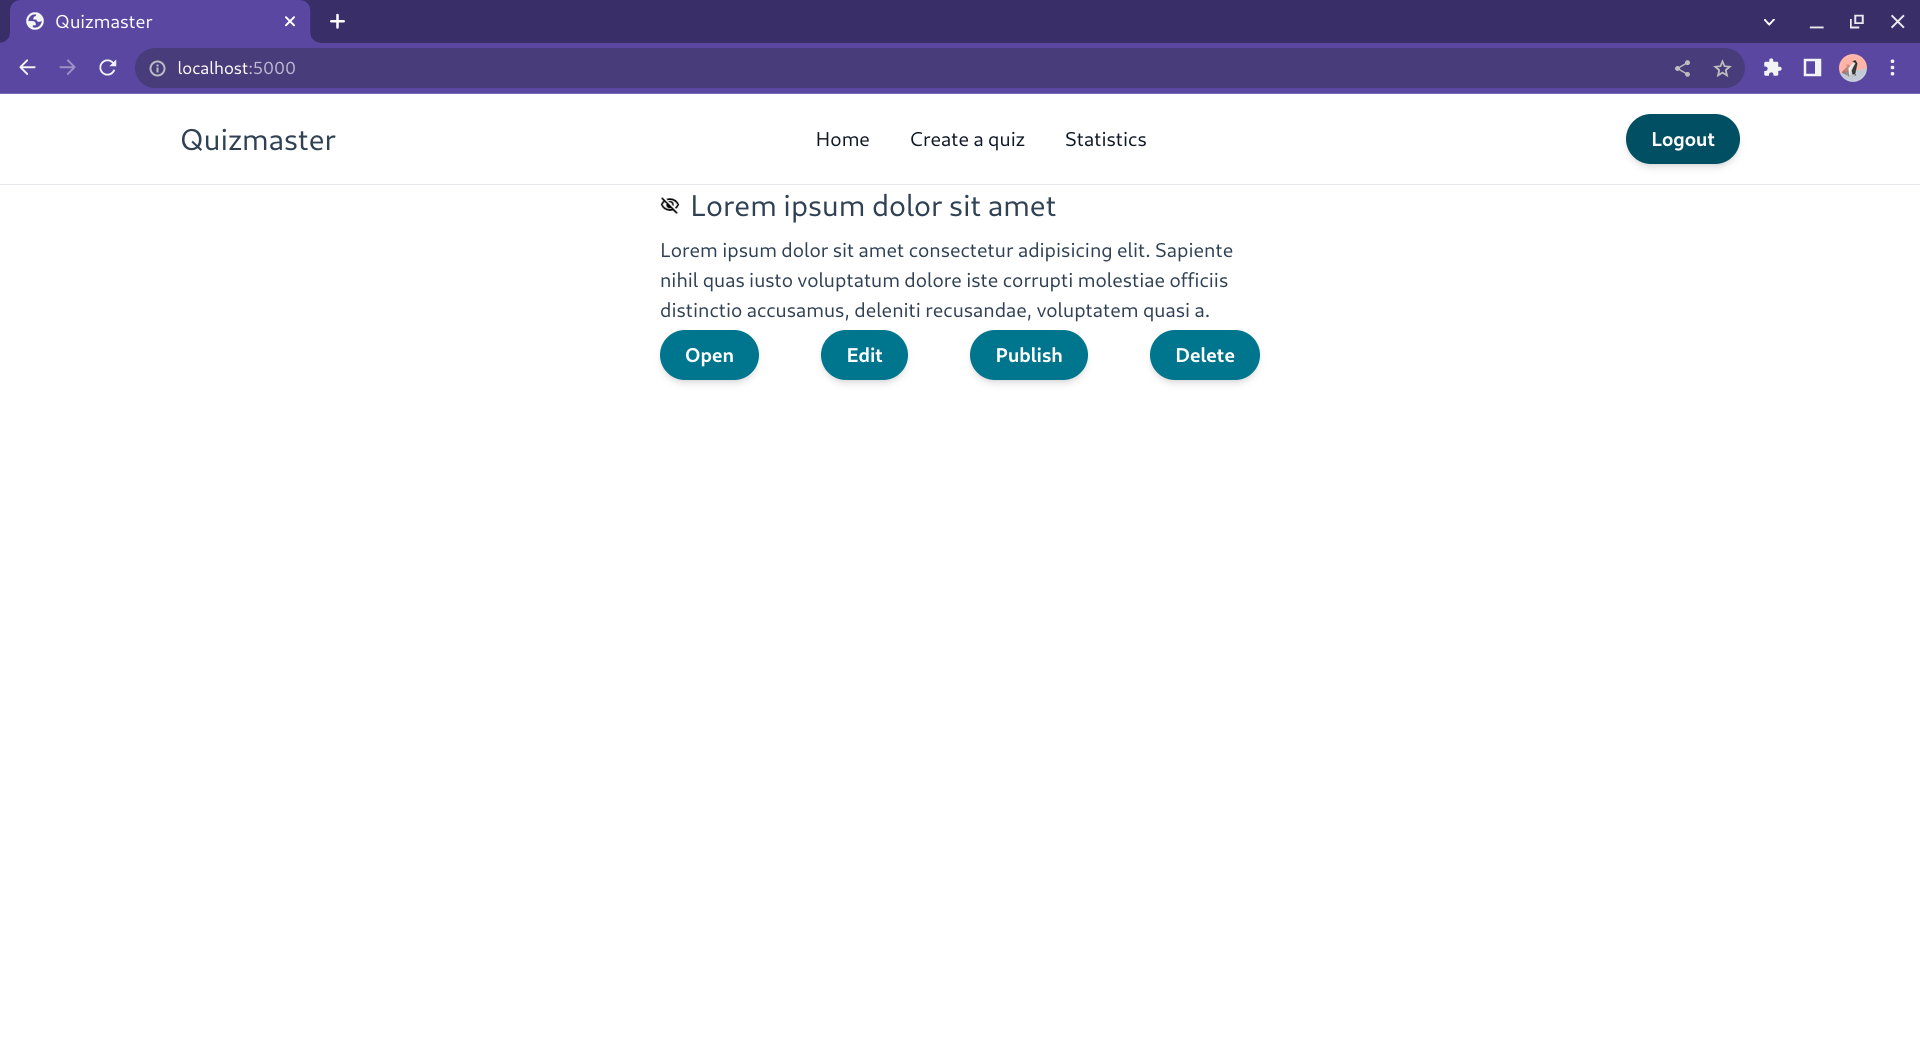 Quizmaster
localhost:5000
Quizmaster
Home Create a quiz Statistics
Logout
Lorem ipsum dolor sit amet
Lorem ipsum dolor sit amet consectetur adipisicing elit. Sapiente
nihil quas iusto voluptatum dolore iste corrupti molestiae officiis
distinctio accusamus, deleniti recusandae, voluptatem quasi a.
Open Edit Publish Delete